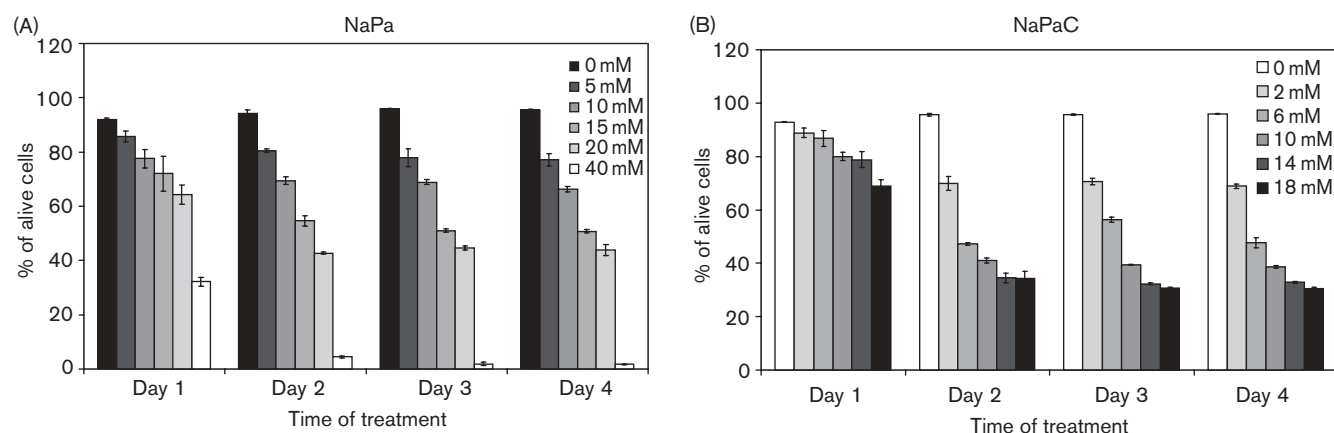 (A)
NaPa
% of alive cells
120
100
80
60
40
20
0
0 mM
5 mM
10 mM
15 mM
20 mM
40 mM
Day 1
Day 2
Day 3
Day 4
Time of treatment
(B)
NaPaC
% of alive cells
120
100
80
60
40
20
0
0 mM
2 mM
6 mM
10 mM
14 mM
18 mM
Day 1
Day 2
Day 3
Day 4
Time of treatment